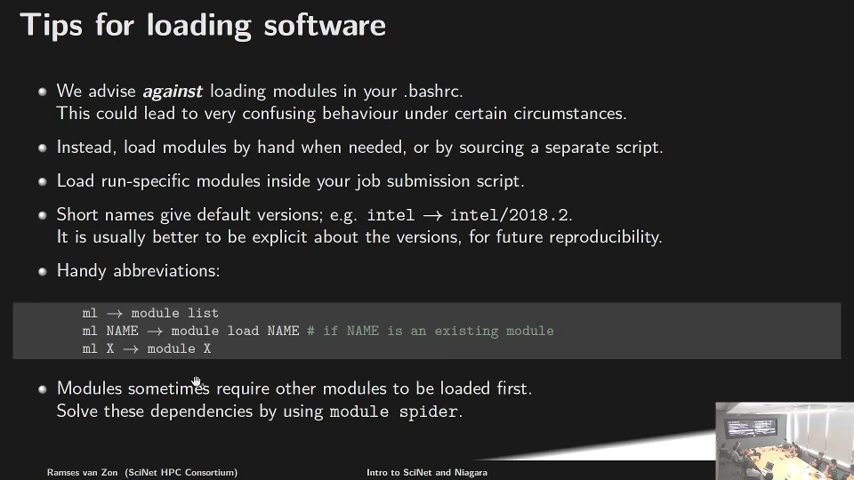 Tips for loading software
We advise against loading modules in your .bashrc.
This could lead to very confusing behaviour under certain circumstances.
Instead, load modules by hand when needed, or by sourcing a separate script.
Load run-specific modules inside your job submission script.
Short names give default versions; e.g. intel → intel/2018.2.
It is usually better to be explicit about the versions, for future reproducibility.
Handy abbreviations:
ml → module list
ml NAME → module load NAME # if NAME is an existing module
ml X → module X
Modules sometimes require other modules to be loaded first.
Solve these dependencies by using module spider.
Ramses van Zon (SciNet HPC Consortium)
Intro to SciNet and Niagara